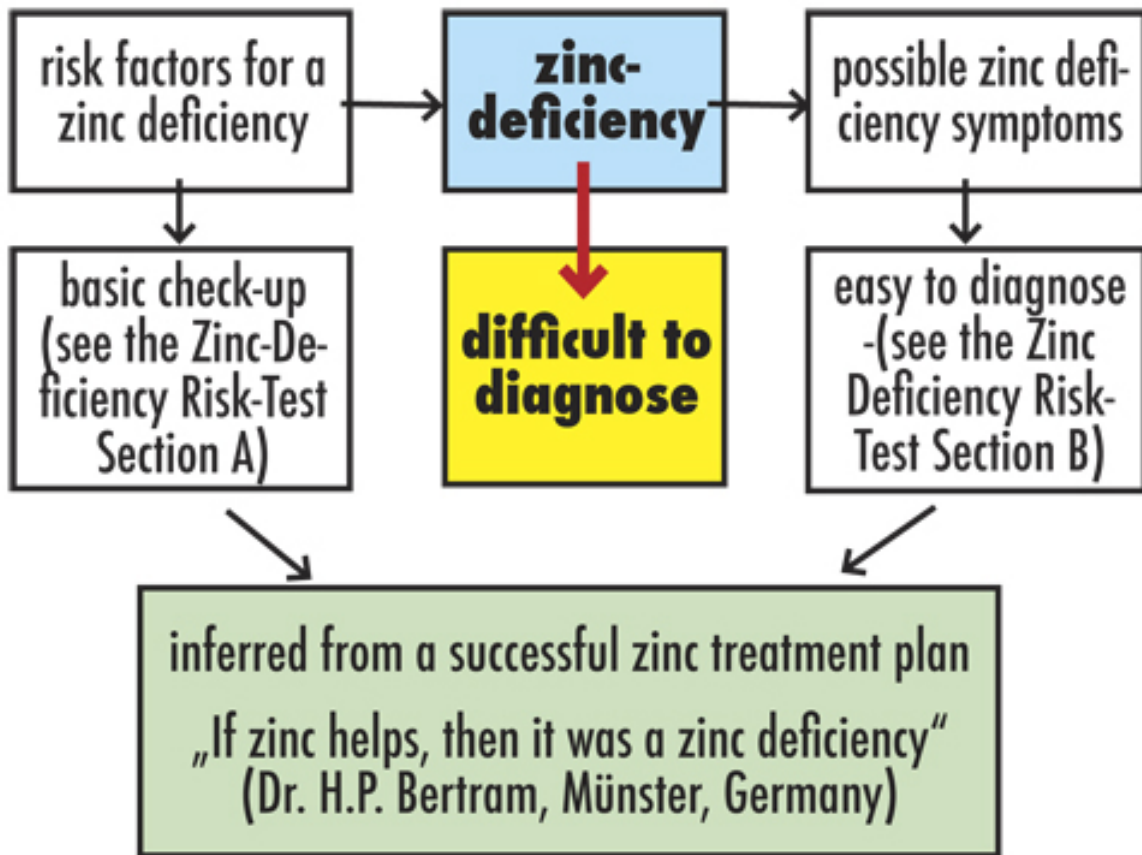 risk factors for a
zinc deficiency
zinc-
deficiency
possible zinc defi-
ciency symptoms
basic check-up
(see the Zinc-De-
ficiency Risk-Test
Section A)
difficult to
diagnose
easy to diagnose
-(see the Zinc
Deficiency Risk-
Test Section B)
inferred from a successful zinc treatment plan
„If zinc helps, then it was a zinc deficiency“
(Dr. H.P. Bertram, Münster, Germany)